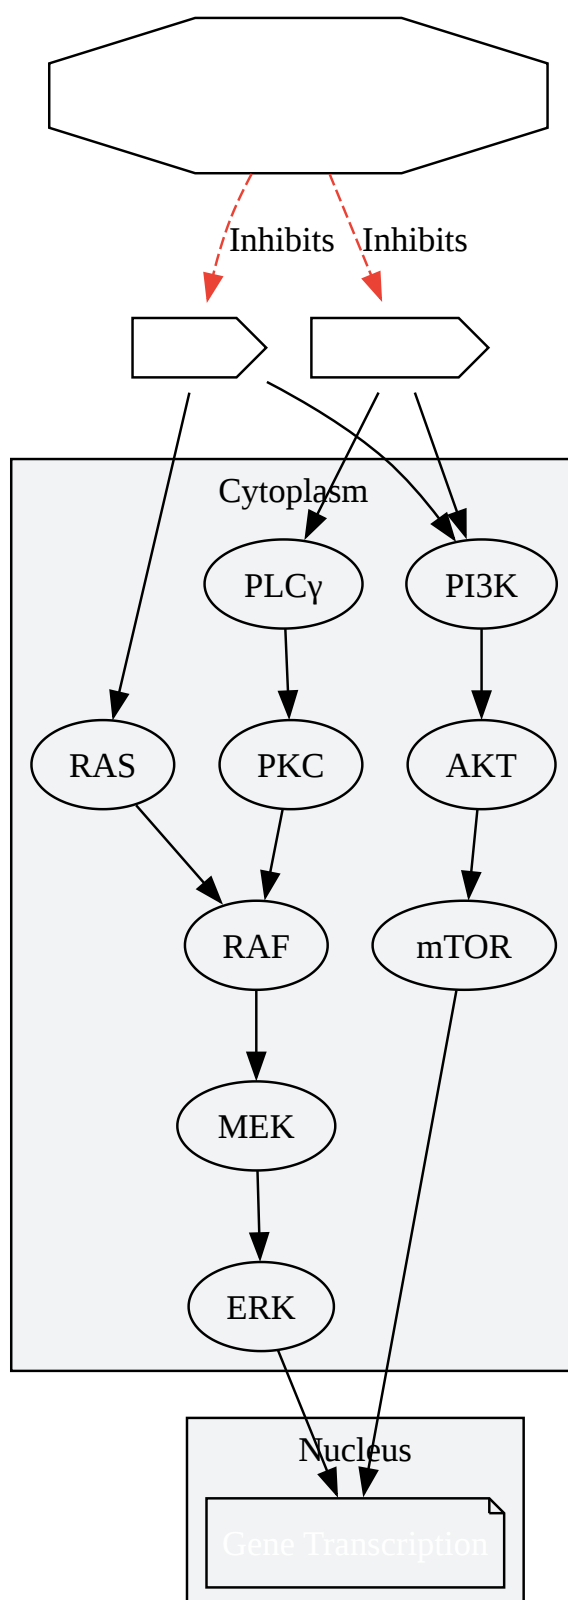 Inhibits
Inhibits
Cytoplasm
PLCγ
PI3K
RAS
PKC
AKT
RAF
mTOR
MEK
ERK
Nucleus
Gene Transcription